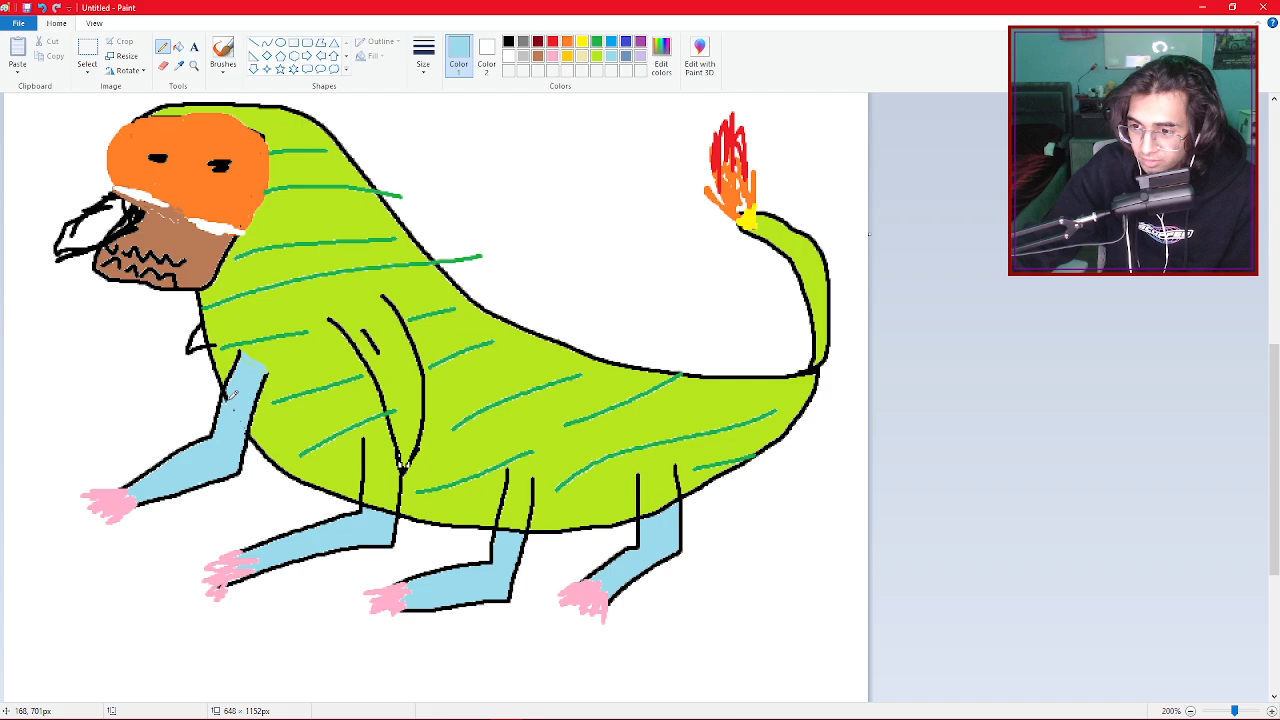 Untitled - Paint
File Home View
Paste
Cut
Copy
Clipboard
Select
Crop
Resize
Rotate
Image
Tools
Brushes
Shapes
Outline
Fill
Size
Color
1
Color
2
Edit
colors
Colors
Edit with
Paint 3D
168, 701px
648 × 1152px
200%